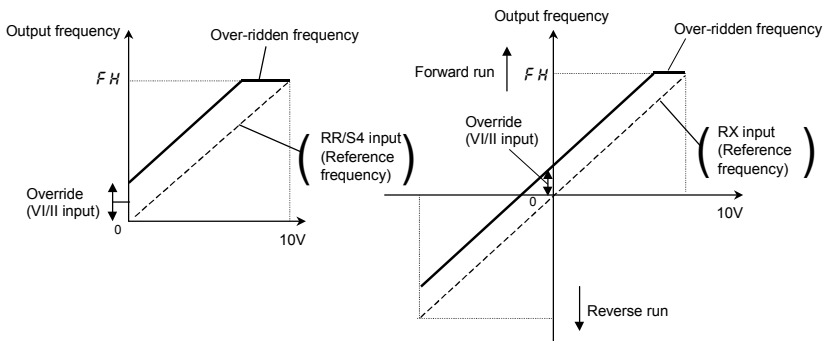 Output frequency
Over-ridden frequency
FH
RR/S4 input
(Reference
frequency)
Override
(VI/II input)
0
10V
Output frequency
Over-ridden frequency
Forward run
FH
Override
(VI/II input)
RX input
(Reference
frequency)
0
10V
Reverse run